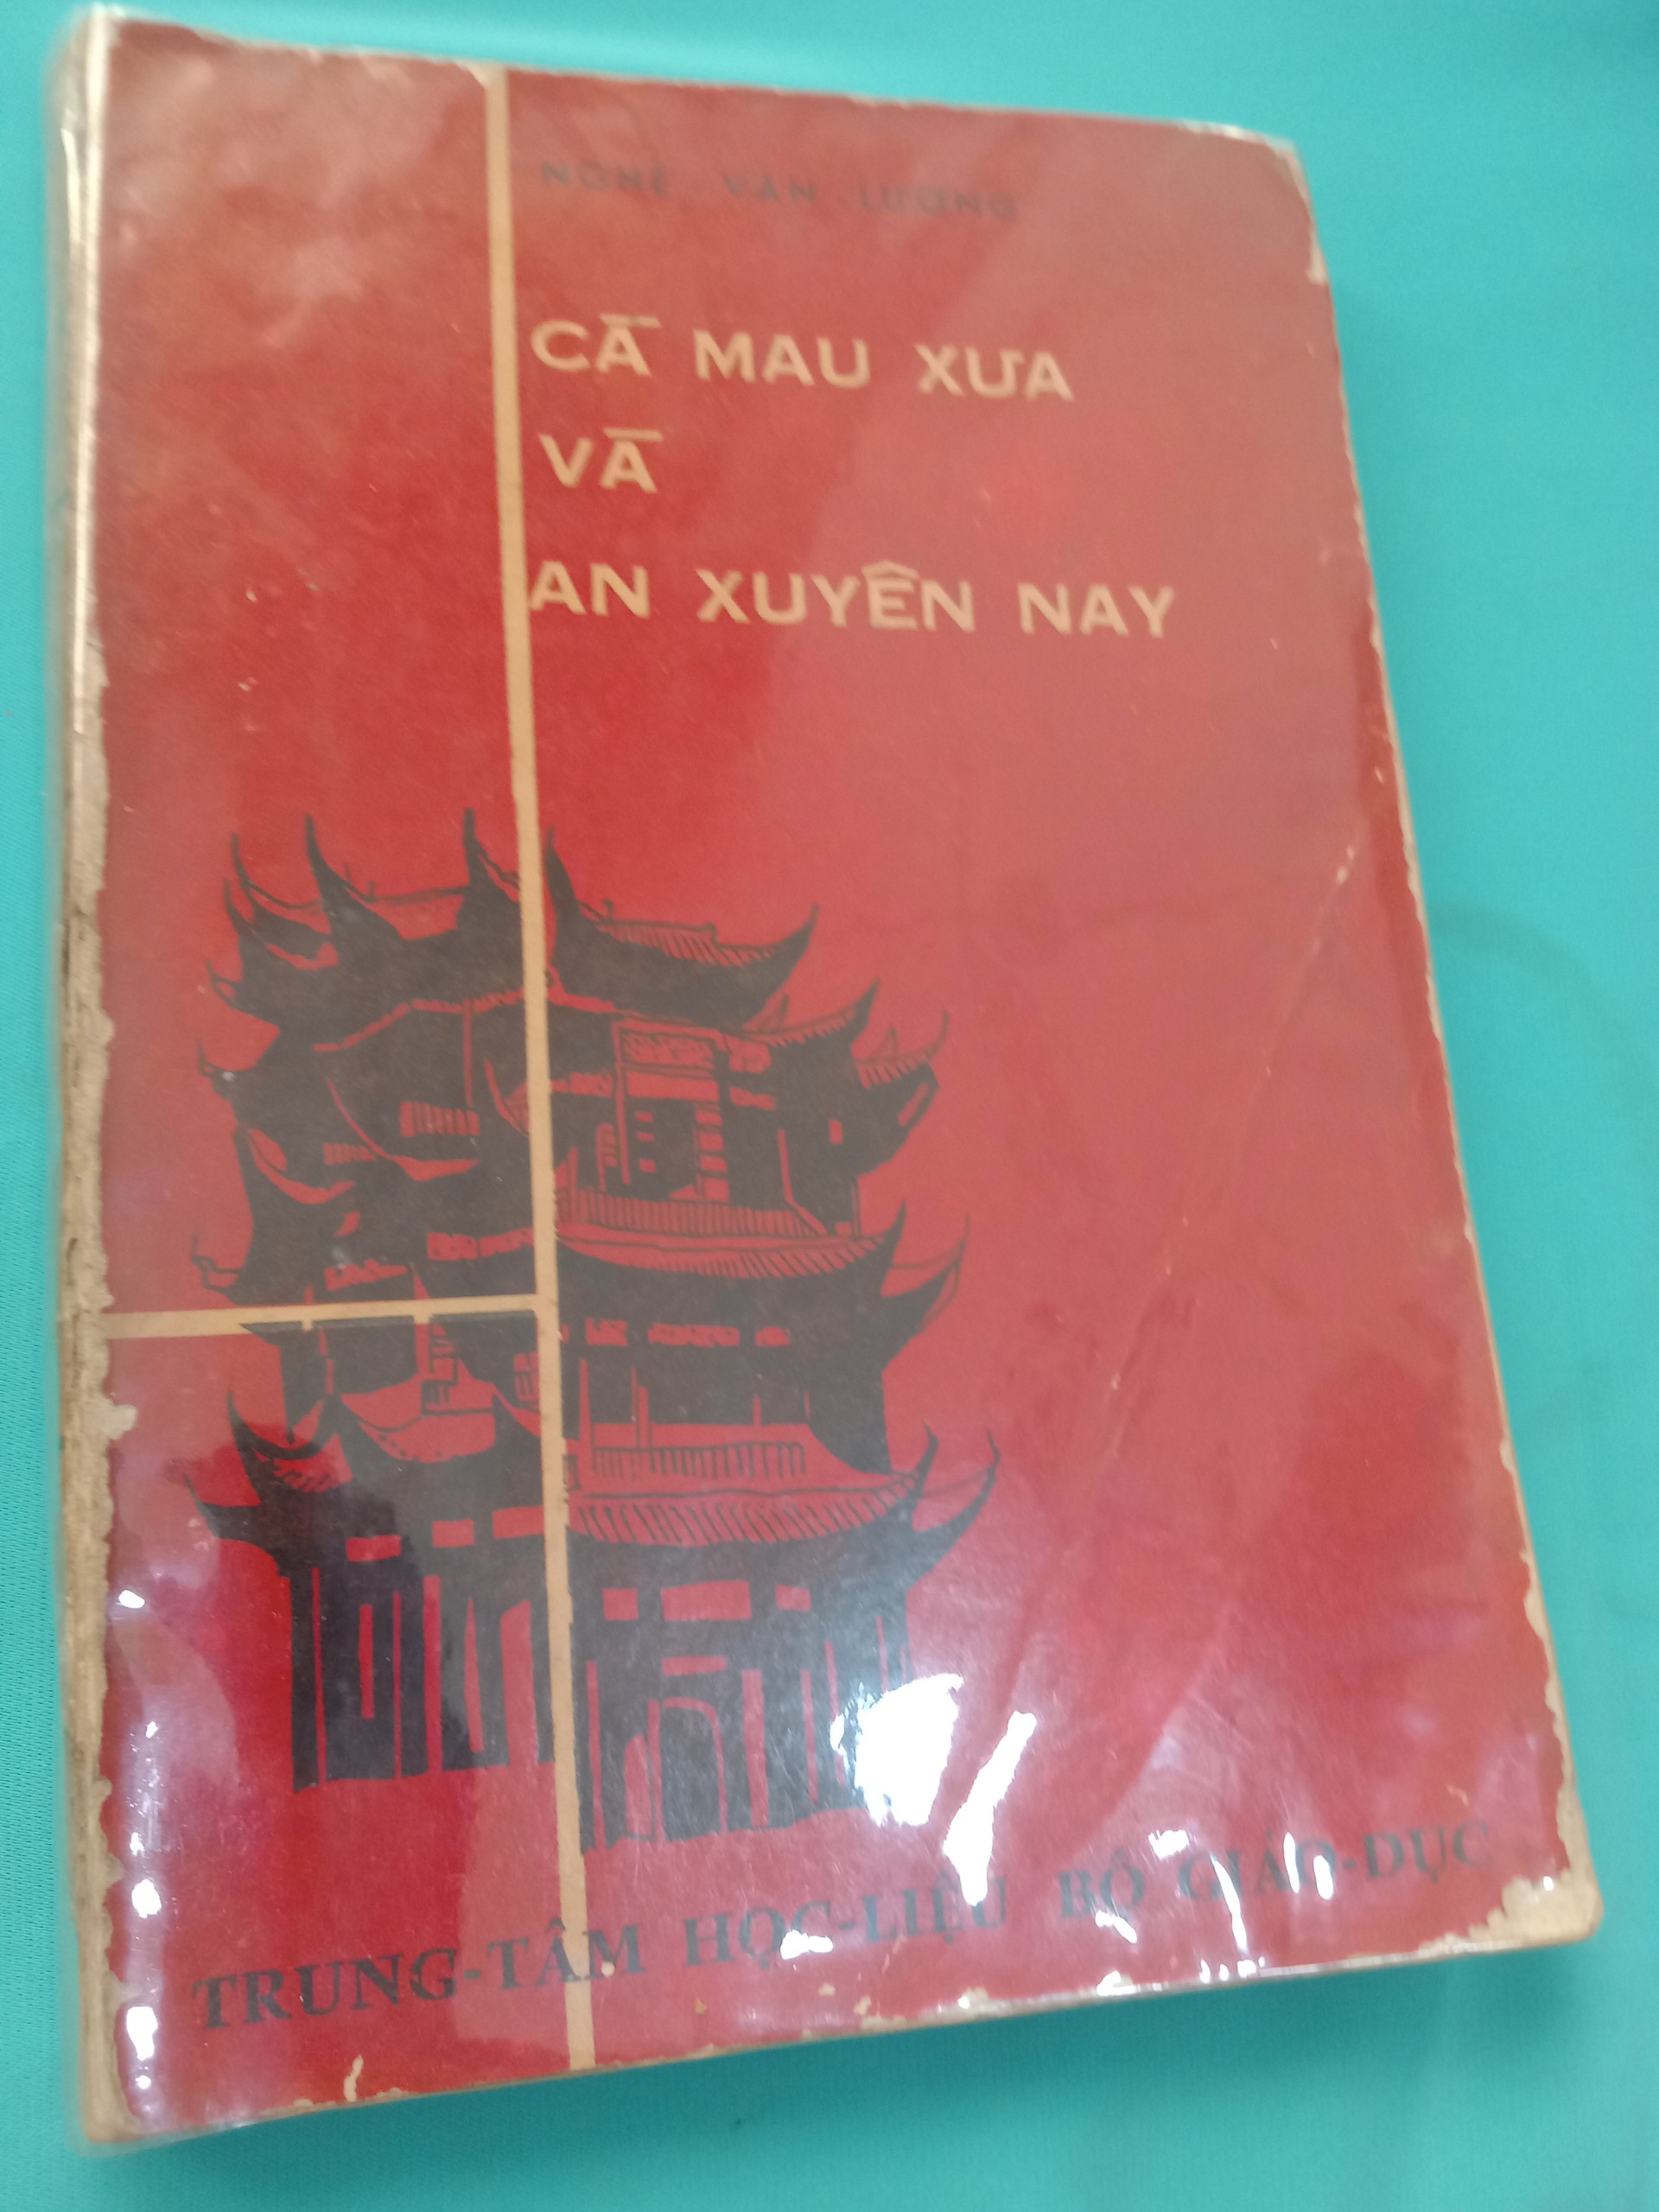 NGHÊ VĂN LƯƠNG
CÀ MAU XƯA
VÀ
AN XUYÊN NAY
TRUNG-TÂM HỌC-LIỆU BỘ GIÁO-DỤC